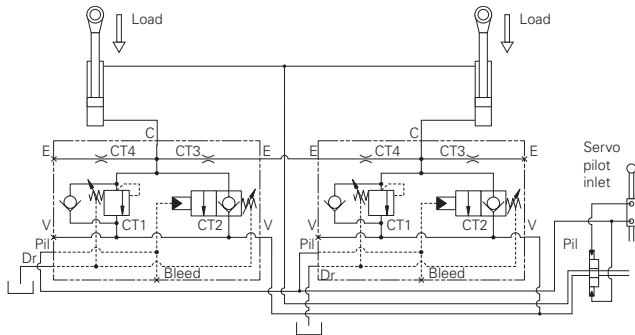 Load
Load
C
C
E
CT4
CT3
E
E
CT4
CT3
E
Servo
pilot
inlet
CT1
CT2
CT1
CT2
V
V
V
V
Pil
Pil
Pil
Dr
Bleed
Dr
Bleed